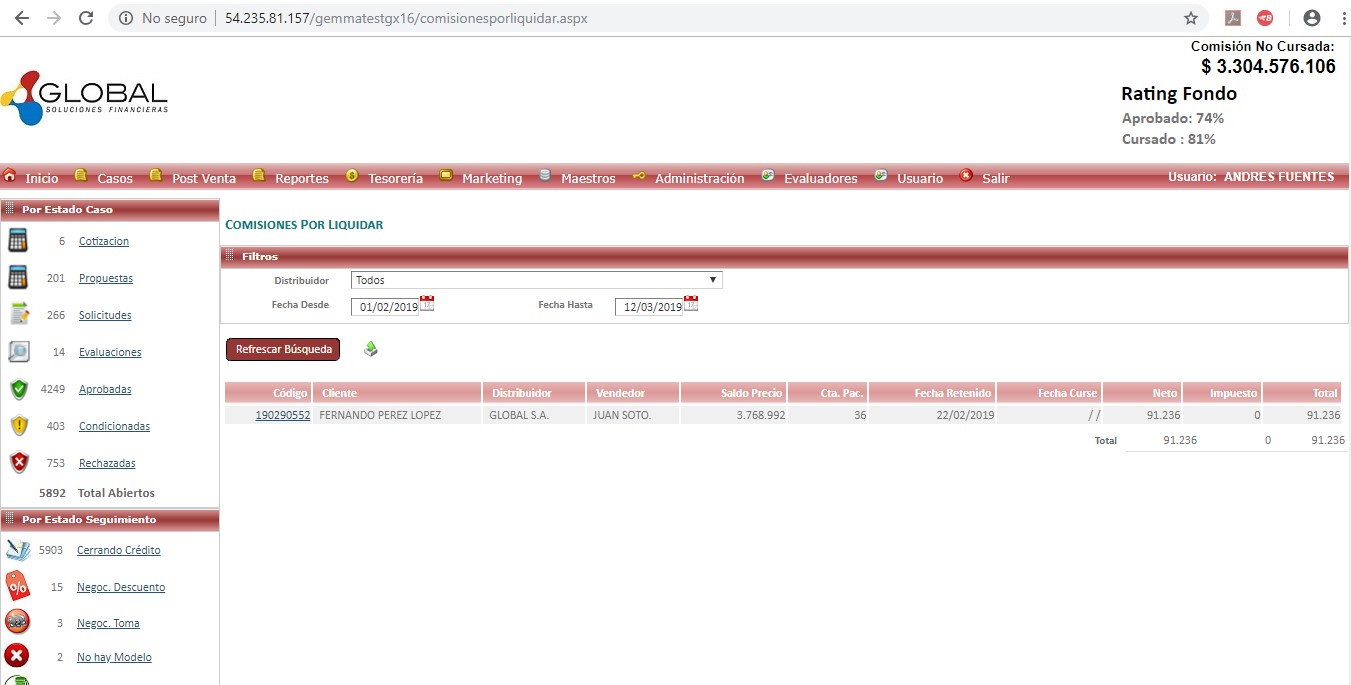 No seguro | 54.235.81.157/gemmatestgx16/comisionesporliquidar.aspx
Comisión No Cursada:
$ 3.304.576.106
GLOBAL
SOLUCIONES FINANCIERAS
Rating Fondo
Aprobado: 74%
Cursado : 81%
Inicio Casos Post Venta Reportes Tesorería Marketing Maestros Administración Evaluadores Usuario Salir Usuario: ANDRES FUENTES
Por Estado Caso
6 Cotizacion
201 Propuestas
266 Solicitudes
14 Evaluaciones
4249 Aprobadas
403 Condicionadas
753 Rechazadas
5892 Total Abiertos
Por Estado Seguimiento
5903 Cerrando Crédito
15 Negoc. Descuento
3 Negoc. Toma
2 No hay Modelo
COMISIONES POR LIQUIDAR
Filtros
Distribuidor Todos
Fecha Desde 01/02/2019 Fecha Hasta 12/03/2019
Refrescar Búsqueda
Código Cliente Distribuidor Vendedor Saldo Precio Cta. Pac. Fecha Retenido Fecha Curse Neto Impuesto Total
190290552 FERNANDO PEREZ LOPEZ GLOBAL S.A. JUAN SOTO. 3.768.992 36 22/02/2019 / / 91.236 0 91.236
Total 91.236 0 91.236